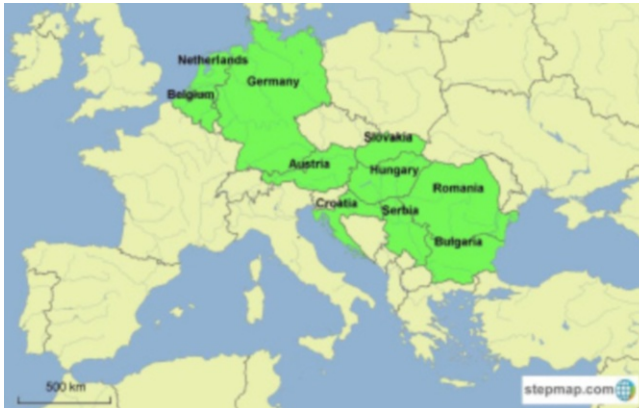 Netherlands
Germany
Belgium
Slovakia
Austria
Hungary
Romania
Croatia
Serbia
Bulgaria
500 km
stepmap.com